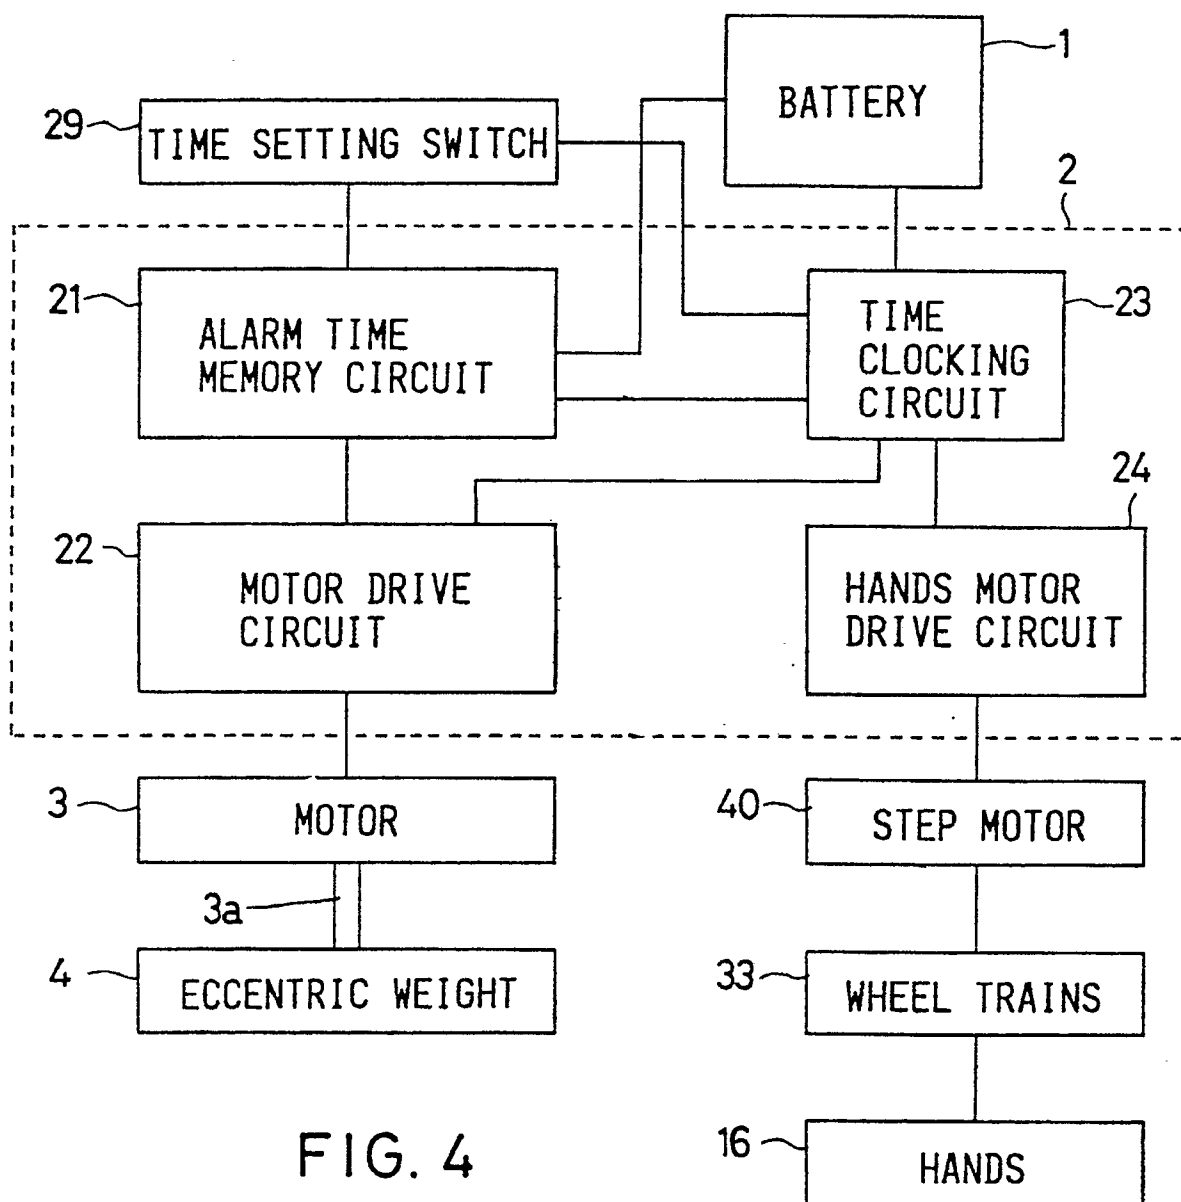 1
BATTERY
29
TIME SETTING SWITCH
2
21
ALARM TIME
MEMORY CIRCUIT
23
TIME
CLOCKING
CIRCUIT
24
22
MOTOR DRIVE
CIRCUIT
HANDS MOTOR
DRIVE CIRCUIT
3
MOTOR
40
STEP MOTOR
3a
4
ECCENTRIC WEIGHT
33
WHEEL TRAINS
16
HANDS
FIG. 4